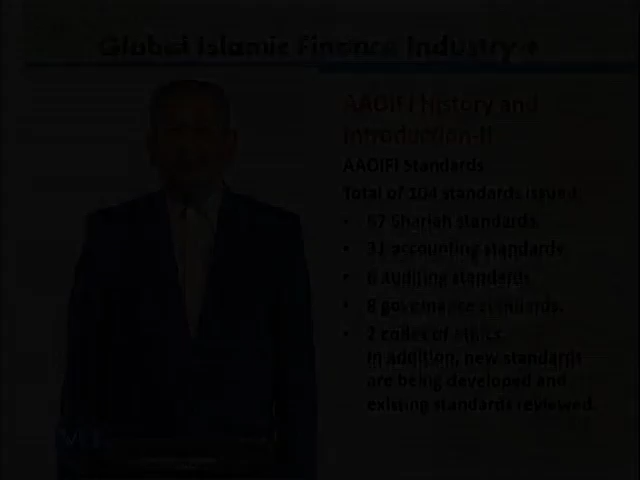 Global Islamic Finance Industry
AAOIFI History and
Introduction-II
AAOIFI Standards
Total of 104 standards issued
• 57 Shariah standards
• 31 accounting standards
• 6 auditing standards
• 8 governance standards
• 2 codes of ethics
In addition, new standards
are being developed and
existing standards reviewed